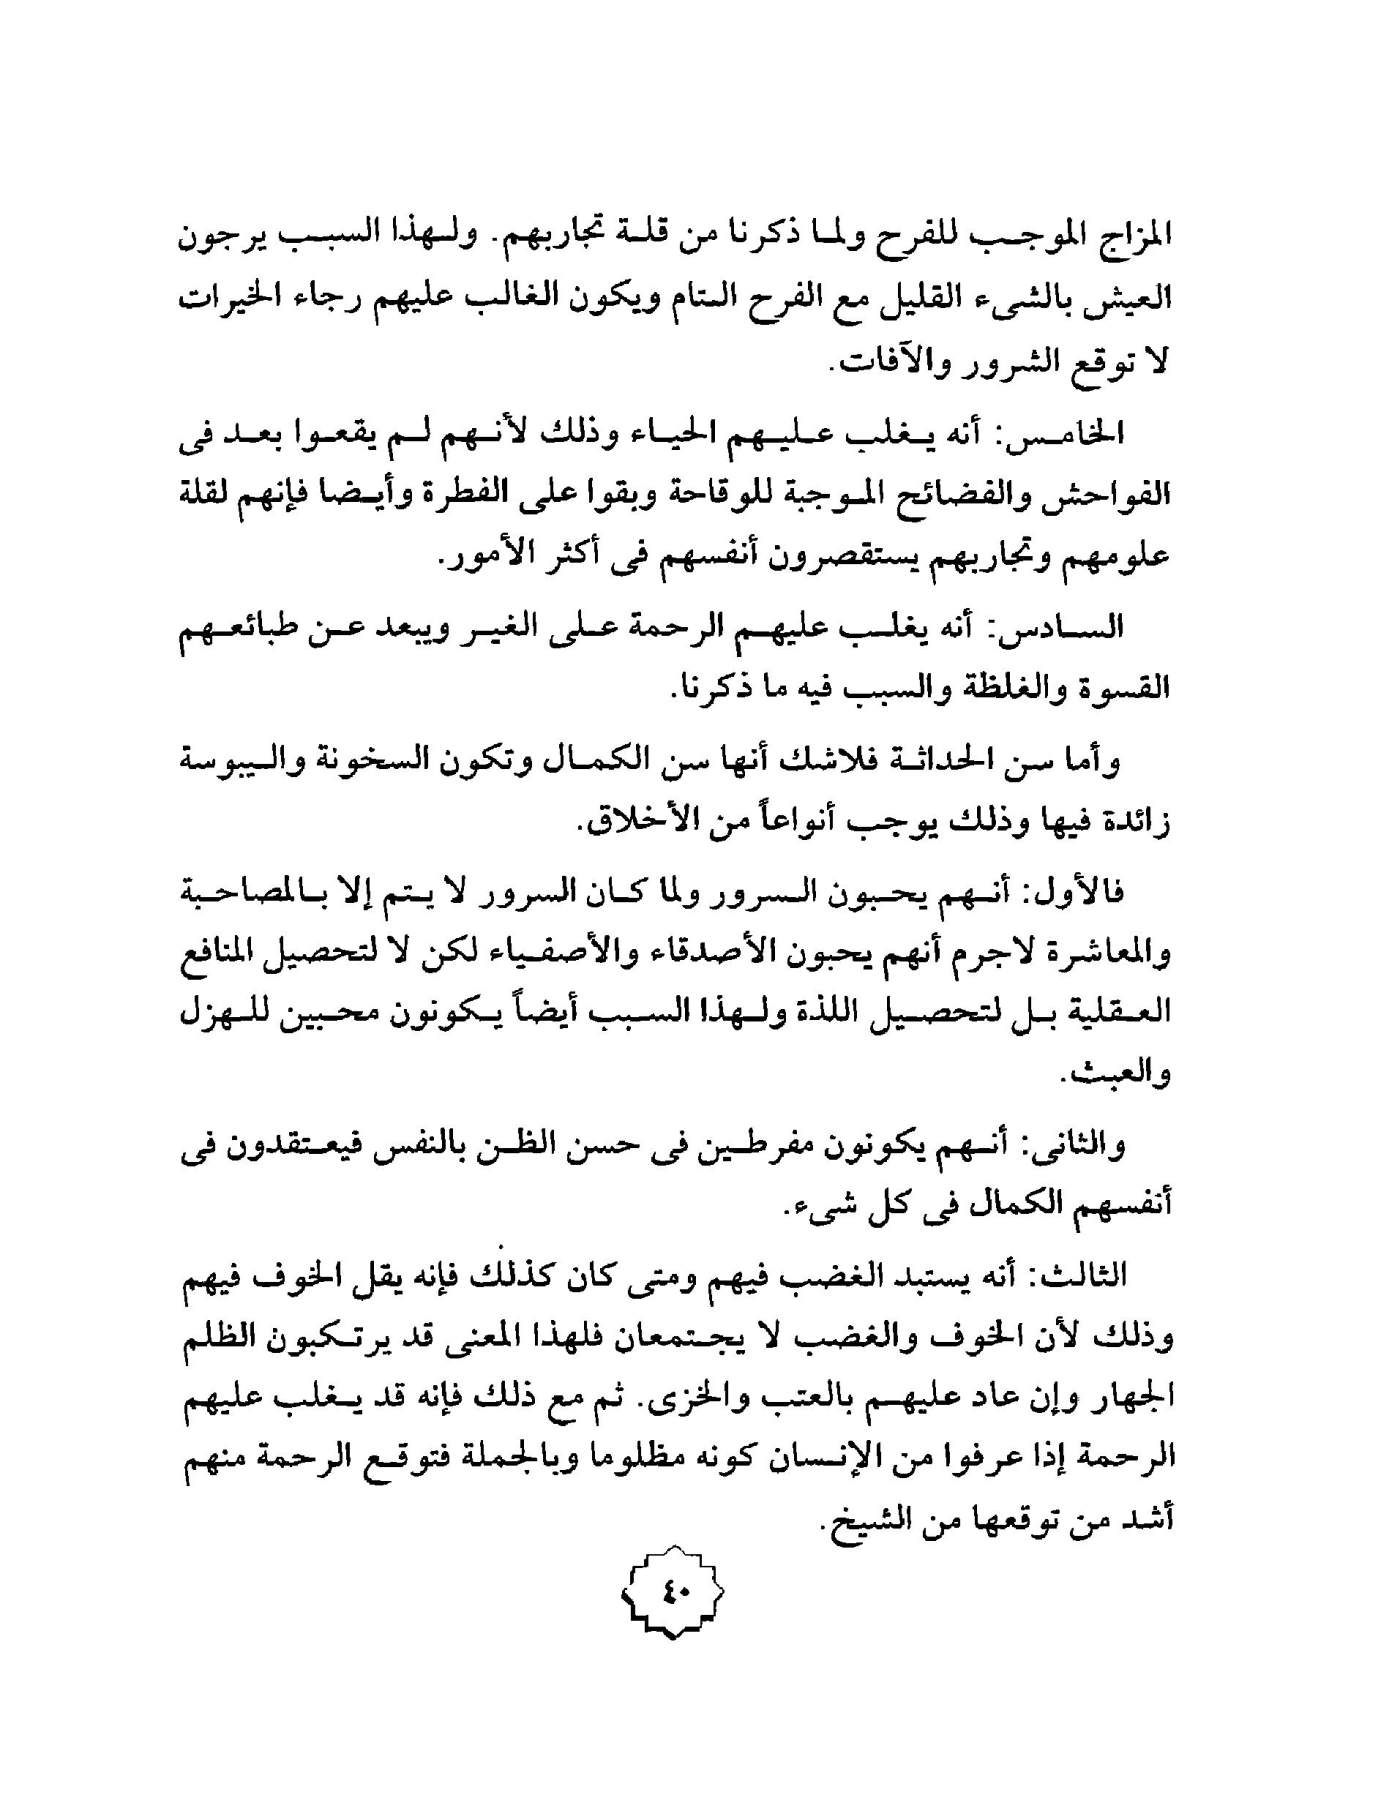 المزاج الموجب للفرح ولما ذكرنا من قلة تجاربهم. ولهذا السبب يرجون
العيش بالشىء القليل مع الفرح التام ويكون الغالب عليهم رجاء الخيرات
لا توقع الشرور والآفات.
الخامس: أنه يغلب عليهم الحياء وذلك لأنهم لم يقعوا بعد فى
الفواحش والفضائح الموجبة للوقاحة وبقوا على الفطرة وأيضا فإنهم لقلة
علومهم وتجاربهم يستقصرون أنفسهم فى أكثر الأمور.
السادس: أنه يغلب عليهم الرحمة على الغير ويبعد عن طبائعهم
القسوة والغلظة والسبب فيه ما ذكرنا.
وأما سن الحداثة فلاشك أنها سن الكمال وتكون السخونة واليبوسة
زائدة فيها وذلك يوجب أنواعاً من الأخلاق.
فالأول: أنهم يحبون السرور ولما كان السرور لا يتم إلا بالمصاحبة
والمعاشرة لاجرم أنهم يحبون الأصدقاء والأصفياء لكن لا لتحصيل المنافع
العقلية بل لتحصيل اللذة ولهذا السبب أيضاً يكونون محبين للهزل
والعبث.
والثانى: أنهم يكونون مفرطين فى حسن الظن بالنفس فيعتقدون فى
أنفسهم الكمال فى كل شىء.
الثالث: أنه يستبد الغضب فيهم ومتى كان كذلك فإنه يقل الخوف فيهم
وذلك لأن الخوف والغضب لا يجتمعان فلهذا المعنى قد يرتكبون الظلم
الجهار وإن عاد عليهم بالعتب والخزى. ثم مع ذلك فإنه قد يغلب عليهم
الرحمة إذا عرفوا من الإنسان كونه مظلوما وبالجملة فتوقع الرحمة منهم
أشد من توقعها من الشيخ.
٤٠